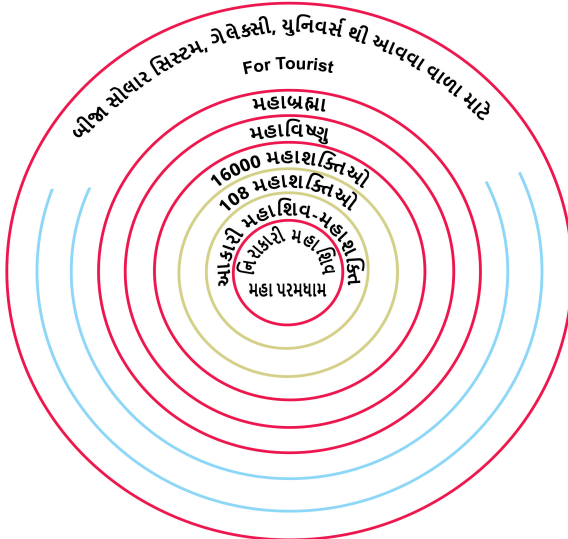 બીજા સોલાર સિસ્ટમ, ગેલેક્સી, યુનિવર્સ થી આવવા વાળા માટે
For Tourist
મહાબ્રહ્મા
મહાવિષ્ણુ
16000 મહાશક્તિઓ
108 મહાશક્તિઓ
આકારી મહાશિવ-મહાશક્તિ
નિરાકારી મહાશિવ
મહા પરમધામ